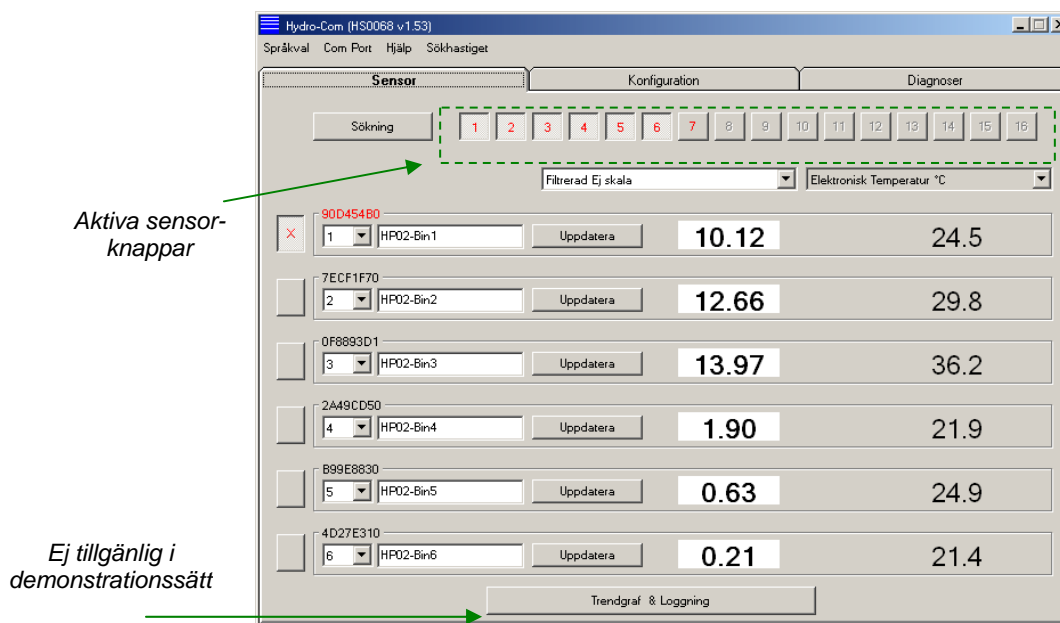 Hydro-Com (HS0068 v1.53)
Språkval Com Port Hjälp Sökhastiget
Sensor Konfiguration Diagnoser
Sökning 1 2 3 4 5 6 7 8 9 10 11 12 13 14 15 16
Filtrerad Ej skala Elektronisk Temperatur °C
Aktiva sensor-
knappar
90D454B0
X 1 HP02-Bin1 Uppdatera 10.12 24.5
7ECF1F70
2 HP02-Bin2 Uppdatera 12.66 29.8
0F8893D1
3 HP02-Bin3 Uppdatera 13.97 36.2
2A49CD50
4 HP02-Bin4 Uppdatera 1.90 21.9
B99E8830
5 HP02-Bin5 Uppdatera 0.63 24.9
4D27E310
6 HP02-Bin6 Uppdatera 0.21 21.4
Ej tillgänlig i
demonstrationssätt
Trendgraf & Loggning